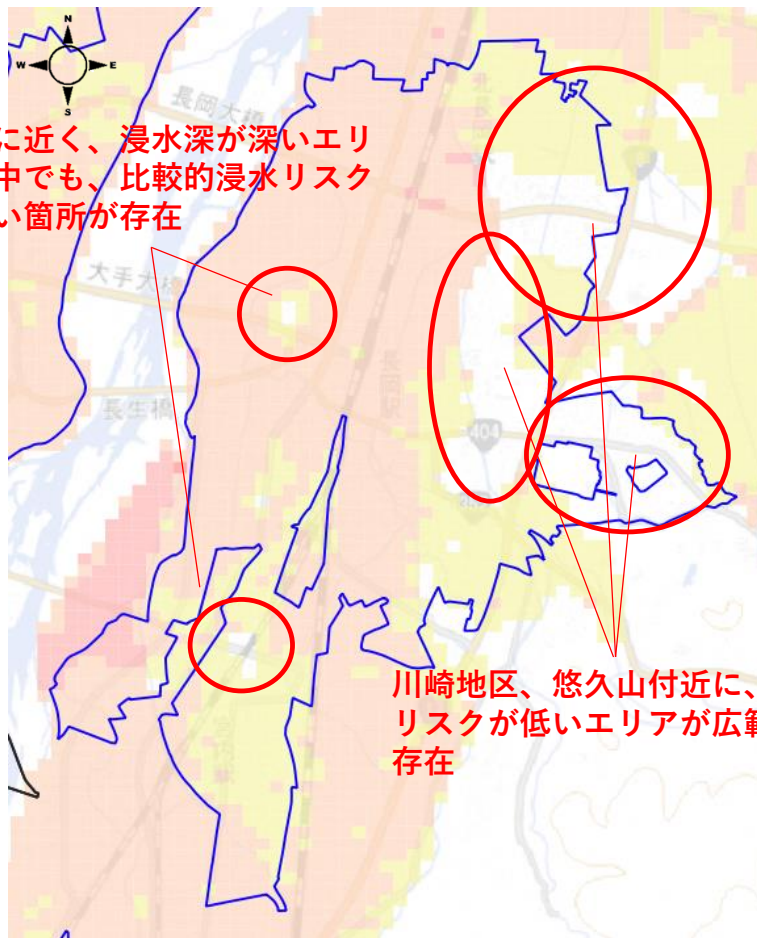 N
W E
S
長岡大橋
に近く、浸水深が深いエリ
中でも、比較的浸水リスク
い箇所が存在
大手大橋
長岡駅
長生橋
404
川崎地区、悠久山付近に、
リスクが低いエリアが広範
存在